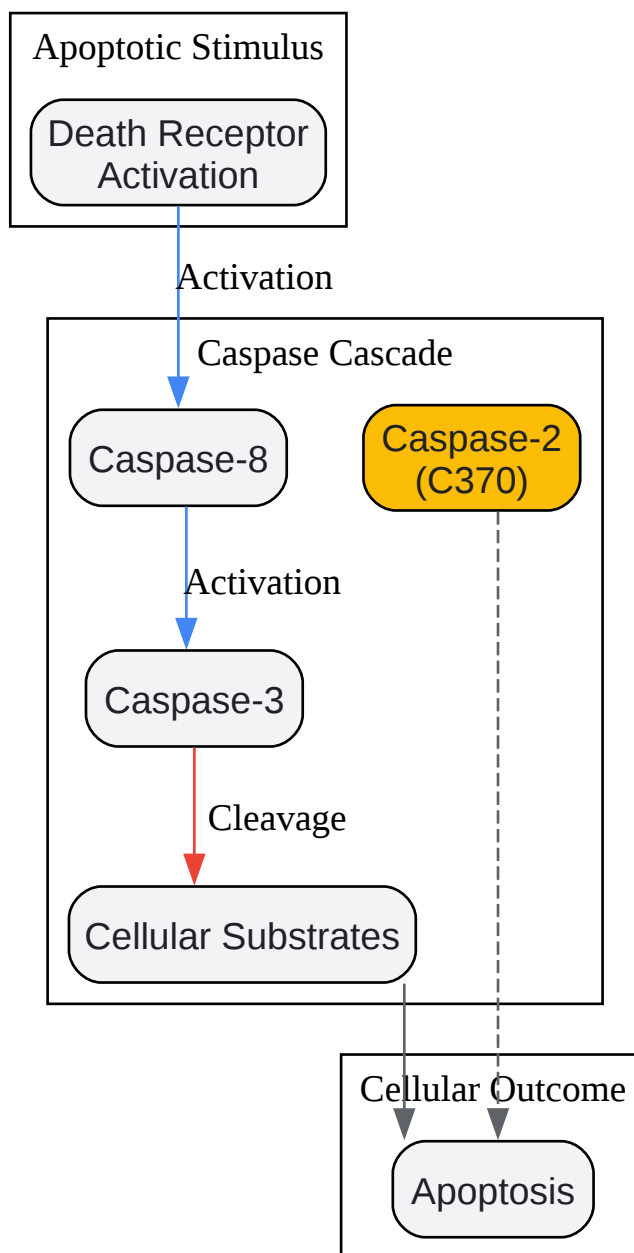 Apoptotic Stimulus
Death Receptor
Activation
Activation
Caspase Cascade
Caspase-8
Caspase-2
(C370)
Activation
Caspase-3
Cleavage
Cellular Substrates
Cellular Outcome
Apoptosis